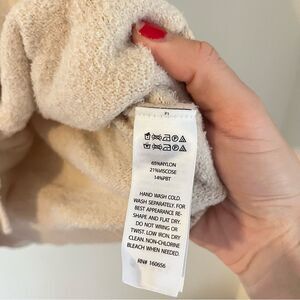 65%NYLON
21%VISCOSE
14%PBT
HAND WASH COLD.
WASH SEPARATELY. FOR
BEST APPEARANCE RE-
SHAPE AND FLAT DRY.
DO NOT WRING OR
TWIST. LOW IRON. DRY
CLEAN. NON-CHLORINE
BLEACH WHEN NEEDED.
RN# 160656